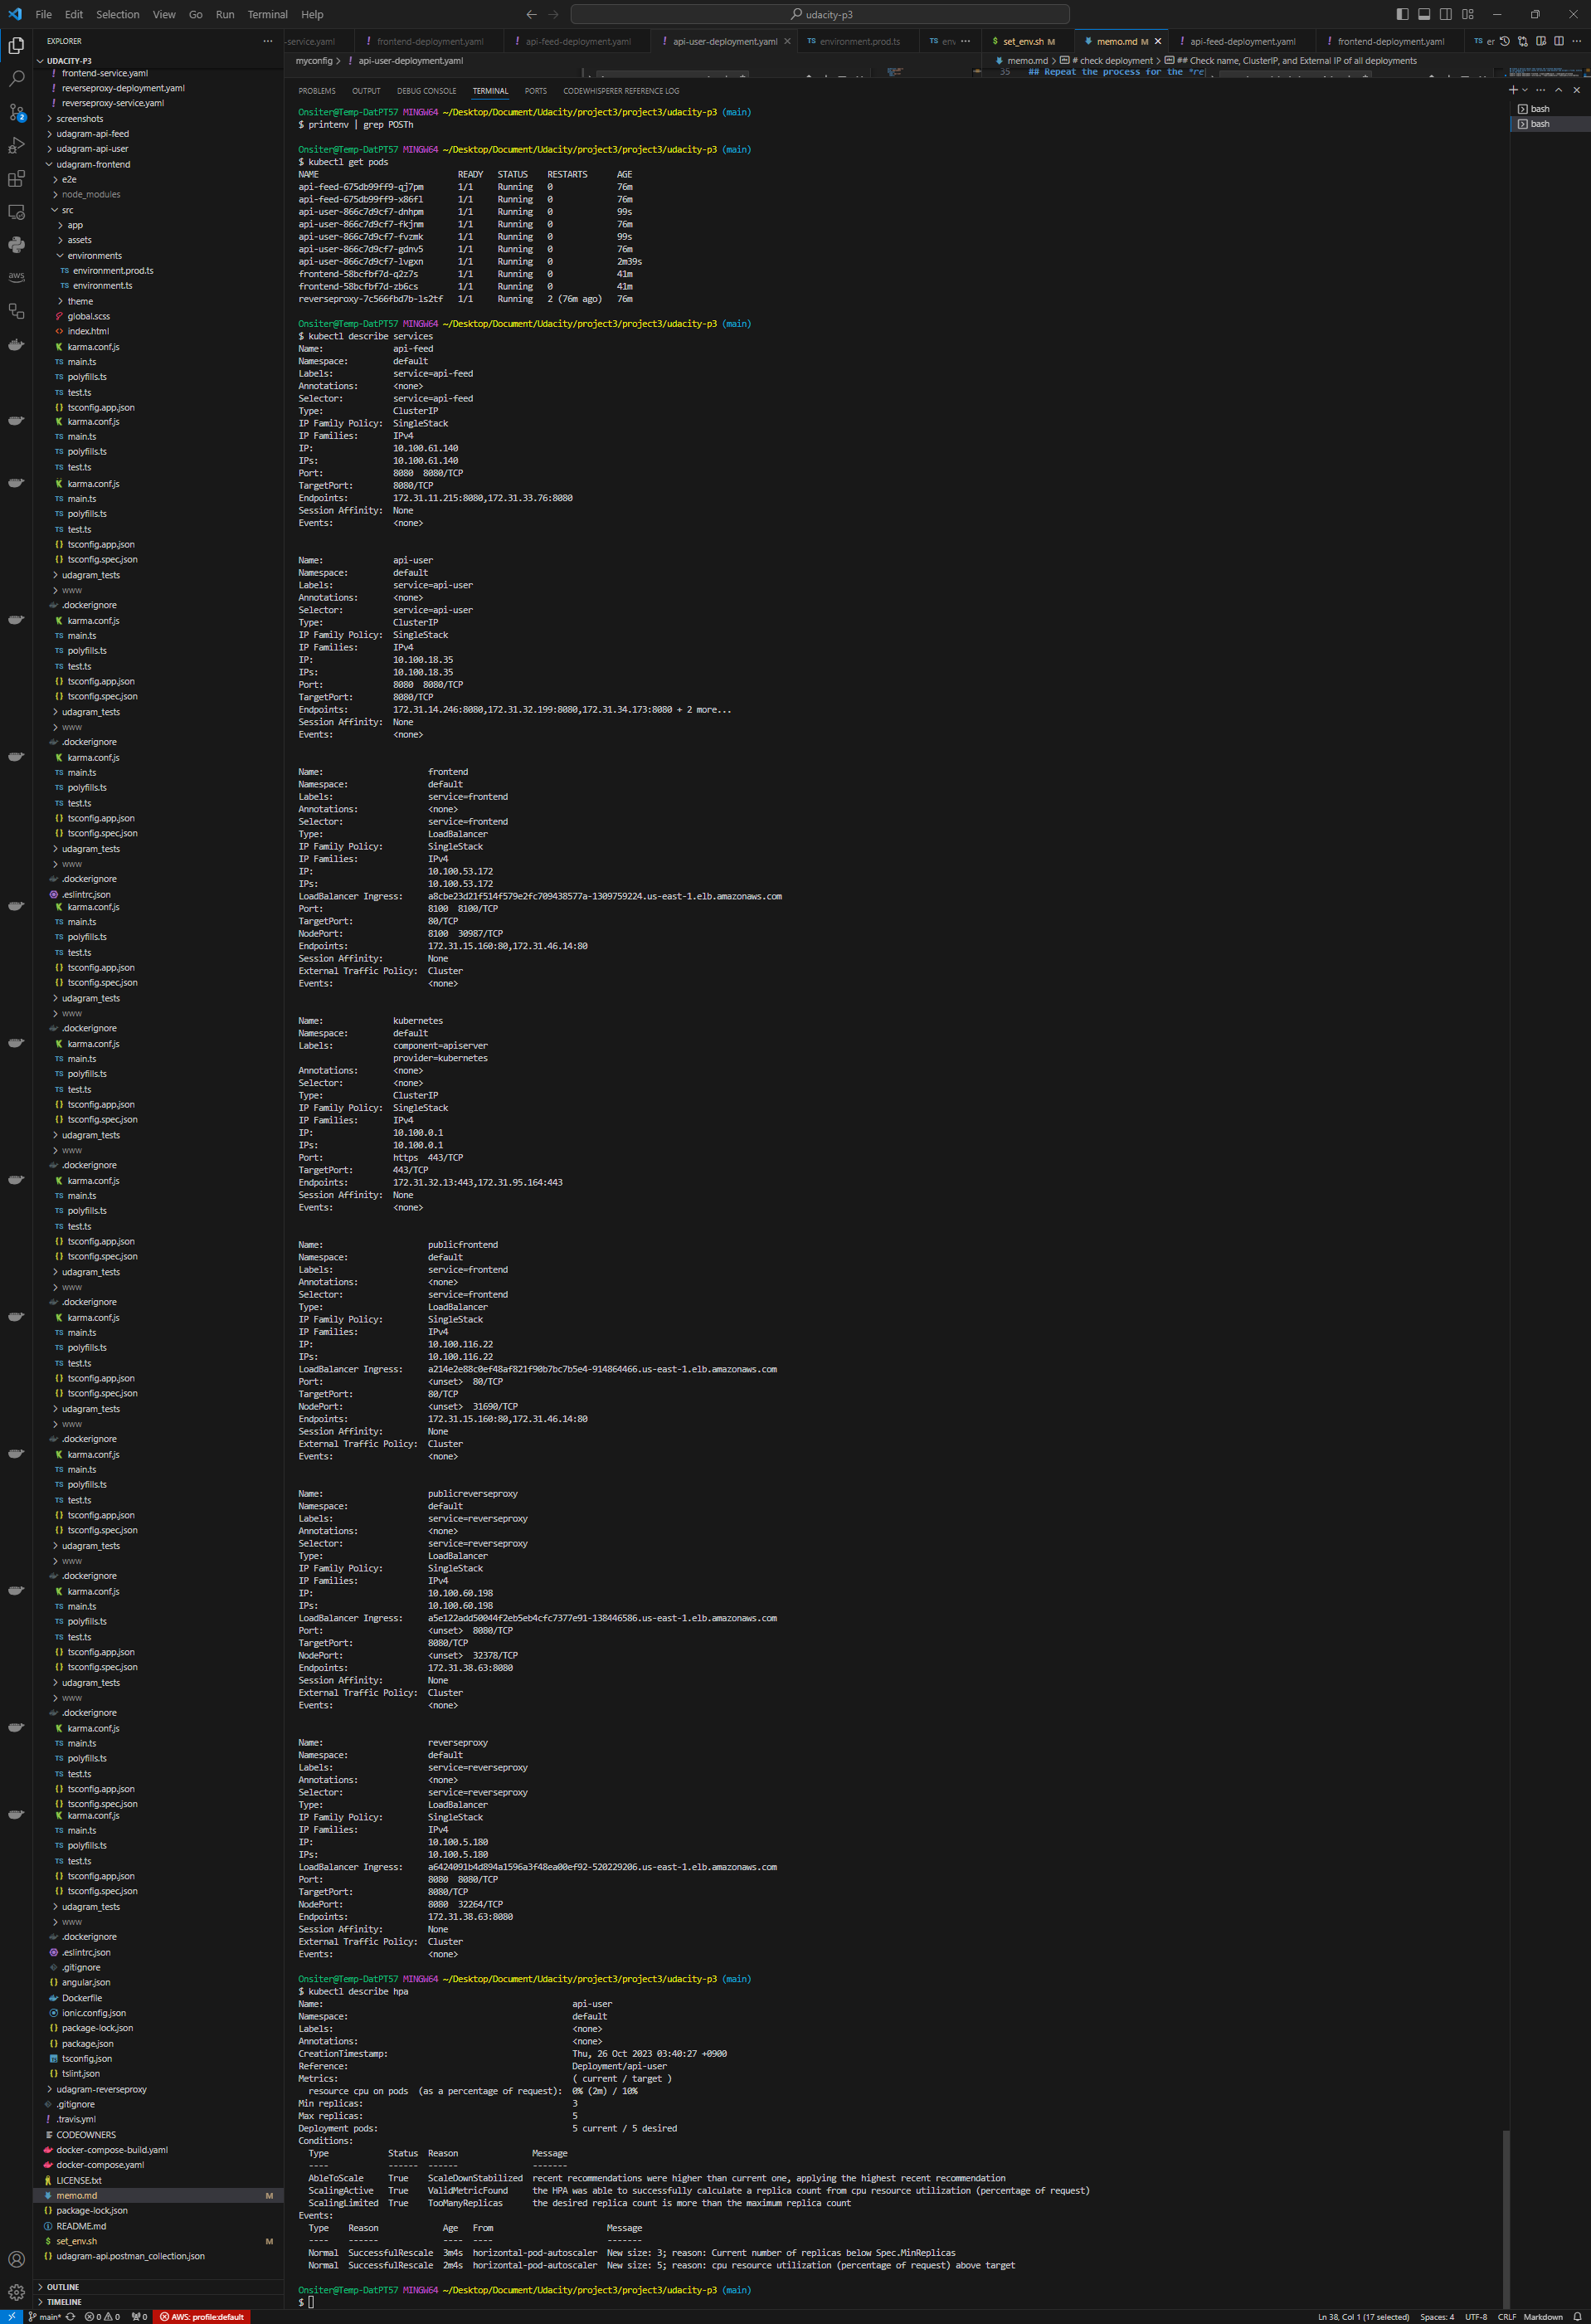 File Edit Selection View Go Run Terminal Help
udacity-p3
EXPLORER
UDACITY-P3
frontend-service.yaml
reverseproxy-deployment.yaml
reverseproxy-service.yaml
screenshots
udagram-api-feed
udagram-api-user
udagram-frontend
e2e
node_modules
src
app
assets
environments
TS environment.prod.ts
TS environment.ts
theme
global.scss
index.html
karma.conf.js
TS main.ts
TS polyfills.ts
TS test.ts
tsconfig.app.json
karma.conf.js
TS main.ts
TS polyfills.ts
TS test.ts
karma.conf.js
TS main.ts
TS polyfills.ts
TS test.ts
tsconfig.app.json
tsconfig.spec.json
udagram_tests
www
.dockerignore
karma.conf.js
TS main.ts
TS polyfills.ts
TS test.ts
tsconfig.app.json
tsconfig.spec.json
udagram_tests
www
.dockerignore
karma.conf.js
TS main.ts
TS polyfills.ts
TS test.ts
tsconfig.app.json
tsconfig.spec.json
udagram_tests
www
.dockerignore
.eslintrc.json
karma.conf.js
TS main.ts
TS polyfills.ts
TS test.ts
tsconfig.app.json
tsconfig.spec.json
udagram_tests
www
.dockerignore
karma.conf.js
TS main.ts
TS polyfills.ts
TS test.ts
tsconfig.app.json
tsconfig.spec.json
udagram_tests
www
.dockerignore
karma.conf.js
TS main.ts
TS polyfills.ts
TS test.ts
tsconfig.app.json
tsconfig.spec.json
udagram_tests
www
.dockerignore
karma.conf.js
TS main.ts
TS polyfills.ts
TS test.ts
tsconfig.app.json
tsconfig.spec.json
udagram_tests
www
.dockerignore
karma.conf.js
TS main.ts
TS polyfills.ts
TS test.ts
tsconfig.app.json
tsconfig.spec.json
udagram_tests
www
.dockerignore
karma.conf.js
TS main.ts
TS polyfills.ts
TS test.ts
tsconfig.app.json
tsconfig.spec.json
udagram_tests
www
.dockerignore
karma.conf.js
TS main.ts
TS polyfills.ts
TS test.ts
tsconfig.app.json
tsconfig.spec.json
karma.conf.js
TS main.ts
TS polyfills.ts
TS test.ts
tsconfig.app.json
tsconfig.spec.json
udagram_tests
www
.dockerignore
.eslintrc.json
.gitignore
angular.json
Dockerfile
ionic.config.json
package-lock.json
package.json
tsconfig.json
tslint.json
udagram-reverseproxy
.gitignore
.travis.yml
CODEOWNERS
docker-compose-build.yaml
docker-compose.yaml
LICENSE.txt
memo.md M
package-lock.json
README.md
set_env.sh M
udagram-api.postman_collection.json
OUTLINE
TIMELINE
-service.yaml frontend-deployment.yaml api-feed-deployment.yaml api-user-deployment.yaml TS environment.prod.ts TS env
set_env.sh M memo.md M api-feed-deployment.yaml frontend-deployment.yaml TS er
myconfig > api-user-deployment.yaml
memo.md > # check deployment > ## Check name, ClusterIP, and External IP of all deployments
35 ## Repeat the process for the *re
PROBLEMS OUTPUT DEBUG CONSOLE TERMINAL PORTS CODEWHISPERER REFERENCE LOG
bash
bash
Onsiter@Temp-DatPT57 MINGW64 ~/Desktop/Document/Udacity/project3/project3/udacity-p3 (main)
$ printenv | grep POSTh
Onsiter@Temp-DatPT57 MINGW64 ~/Desktop/Document/Udacity/project3/project3/udacity-p3 (main)
$ kubectl get pods
NAME READY STATUS RESTARTS AGE
api-feed-675db99ff9-qj7pm 1/1 Running 0 76m
api-feed-675db99ff9-x86fl 1/1 Running 0 76m
api-user-866c7d9cf7-dnhpm 1/1 Running 0 99s
api-user-866c7d9cf7-fkjnm 1/1 Running 0 76m
api-user-866c7d9cf7-fvzmk 1/1 Running 0 99s
api-user-866c7d9cf7-gdnv5 1/1 Running 0 76m
api-user-866c7d9cf7-lvgxn 1/1 Running 0 2m39s
frontend-58bcfbf7d-q2z7s 1/1 Running 0 41m
frontend-58bcfbf7d-zb6cs 1/1 Running 0 41m
reverseproxy-7c566fbd7b-ls2tf 1/1 Running 2 (76m ago) 76m
Onsiter@Temp-DatPT57 MINGW64 ~/Desktop/Document/Udacity/project3/project3/udacity-p3 (main)
$ kubectl describe services
Name: api-feed
Namespace: default
Labels: service=api-feed
Annotations: <none>
Selector: service=api-feed
Type: ClusterIP
IP Family Policy: SingleStack
IP Families: IPv4
IP: 10.100.61.140
IPs: 10.100.61.140
Port: 8080 8080/TCP
TargetPort: 8080/TCP
Endpoints: 172.31.11.215:8080,172.31.33.76:8080
Session Affinity: None
Events: <none>
Name: api-user
Namespace: default
Labels: service=api-user
Annotations: <none>
Selector: service=api-user
Type: ClusterIP
IP Family Policy: SingleStack
IP Families: IPv4
IP: 10.100.18.35
IPs: 10.100.18.35
Port: 8080 8080/TCP
TargetPort: 8080/TCP
Endpoints: 172.31.14.246:8080,172.31.32.199:8080,172.31.34.173:8080 + 2 more...
Session Affinity: None
Events: <none>
Name: frontend
Namespace: default
Labels: service=frontend
Annotations: <none>
Selector: service=frontend
Type: LoadBalancer
IP Family Policy: SingleStack
IP Families: IPv4
IP: 10.100.53.172
IPs: 10.100.53.172
LoadBalancer Ingress: a8cbe23d21f514f579e2fc709438577a-1309759224.us-east-1.elb.amazonaws.com
Port: 8100 8100/TCP
TargetPort: 80/TCP
NodePort: 8100 30987/TCP
Endpoints: 172.31.15.160:80,172.31.46.14:80
Session Affinity: None
External Traffic Policy: Cluster
Events: <none>
Name: kubernetes
Namespace: default
Labels: component=apiserver
provider=kubernetes
Annotations: <none>
Selector: <none>
Type: ClusterIP
IP Family Policy: SingleStack
IP Families: IPv4
IP: 10.100.0.1
IPs: 10.100.0.1
Port: https 443/TCP
TargetPort: 443/TCP
Endpoints: 172.31.32.13:443,172.31.95.164:443
Session Affinity: None
Events: <none>
Name: publicfrontend
Namespace: default
Labels: service=frontend
Annotations: <none>
Selector: service=frontend
Type: LoadBalancer
IP Family Policy: SingleStack
IP Families: IPv4
IP: 10.100.116.22
IPs: 10.100.116.22
LoadBalancer Ingress: a214e2e88c0ef48af821f90b7bc7b5e4-914864466.us-east-1.elb.amazonaws.com
Port: <unset> 80/TCP
TargetPort: 80/TCP
NodePort: <unset> 31690/TCP
Endpoints: 172.31.15.160:80,172.31.46.14:80
Session Affinity: None
External Traffic Policy: Cluster
Events: <none>
Name: publicreverseproxy
Namespace: default
Labels: service=reverseproxy
Annotations: <none>
Selector: service=reverseproxy
Type: LoadBalancer
IP Family Policy: SingleStack
IP Families: IPv4
IP: 10.100.60.198
IPs: 10.100.60.198
LoadBalancer Ingress: a5e122add50044f2eb5eb4cfc7377e91-138446586.us-east-1.elb.amazonaws.com
Port: <unset> 8080/TCP
TargetPort: 8080/TCP
NodePort: <unset> 32378/TCP
Endpoints: 172.31.38.63:8080
Session Affinity: None
External Traffic Policy: Cluster
Events: <none>
Name: reverseproxy
Namespace: default
Labels: service=reverseproxy
Annotations: <none>
Selector: service=reverseproxy
Type: LoadBalancer
IP Family Policy: SingleStack
IP Families: IPv4
IP: 10.100.5.180
IPs: 10.100.5.180
LoadBalancer Ingress: a6424091b4d894a1596a3f48ea00ef92-520229206.us-east-1.elb.amazonaws.com
Port: 8080 8080/TCP
TargetPort: 8080/TCP
NodePort: 8080 32264/TCP
Endpoints: 172.31.38.63:8080
Session Affinity: None
External Traffic Policy: Cluster
Events: <none>
Onsiter@Temp-DatPT57 MINGW64 ~/Desktop/Document/Udacity/project3/project3/udacity-p3 (main)
$ kubectl describe hpa
Name: api-user
Namespace: default
Labels: <none>
Annotations: <none>
CreationTimestamp: Thu, 26 Oct 2023 03:40:27 +0900
Reference: Deployment/api-user
Metrics: ( current / target )
resource cpu on pods (as a percentage of request): 0% (2m) / 10%
Min replicas: 3
Max replicas: 5
Deployment pods: 5 current / 5 desired
Conditions:
Type Status Reason Message
---- ------ ------ -------
AbleToScale True ScaleDownStabilized recent recommendations were higher than current one, applying the highest recent recommendation
ScalingActive True ValidMetricFound the HPA was able to successfully calculate a replica count from cpu resource utilization (percentage of request)
ScalingLimited True TooManyReplicas the desired replica count is more than the maximum replica count
Events:
Type Reason Age From Message
---- ------ ---- ---- -------
Normal SuccessfulRescale 3m4s horizontal-pod-autoscaler New size: 3; reason: Current number of replicas below Spec.MinReplicas
Normal SuccessfulRescale 2m4s horizontal-pod-autoscaler New size: 5; reason: cpu resource utilization (percentage of request) above target
Onsiter@Temp-DatPT57 MINGW64 ~/Desktop/Document/Udacity/project3/project3/udacity-p3 (main)
$
main* 0 0 0 AWS: profile:default
Ln 38, Col 1 (17 selected) Spaces: 4 UTF-8 CRLF Markdown